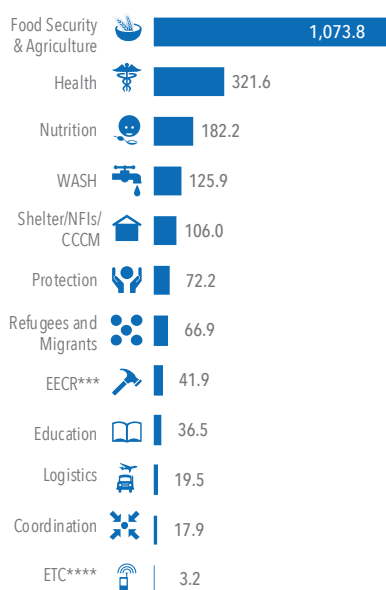 Food Security
& Agriculture
1,073.8
Health
321.6
Nutrition
182.2
WASH
125.9
Shelter/NFIs/
CCCM
106.0
Protection
72.2
Refugees and
Migrants
66.9
EECR***
41.9
Education
36.5
Logistics
19.5
Coordination
17.9
ETC****
3.2